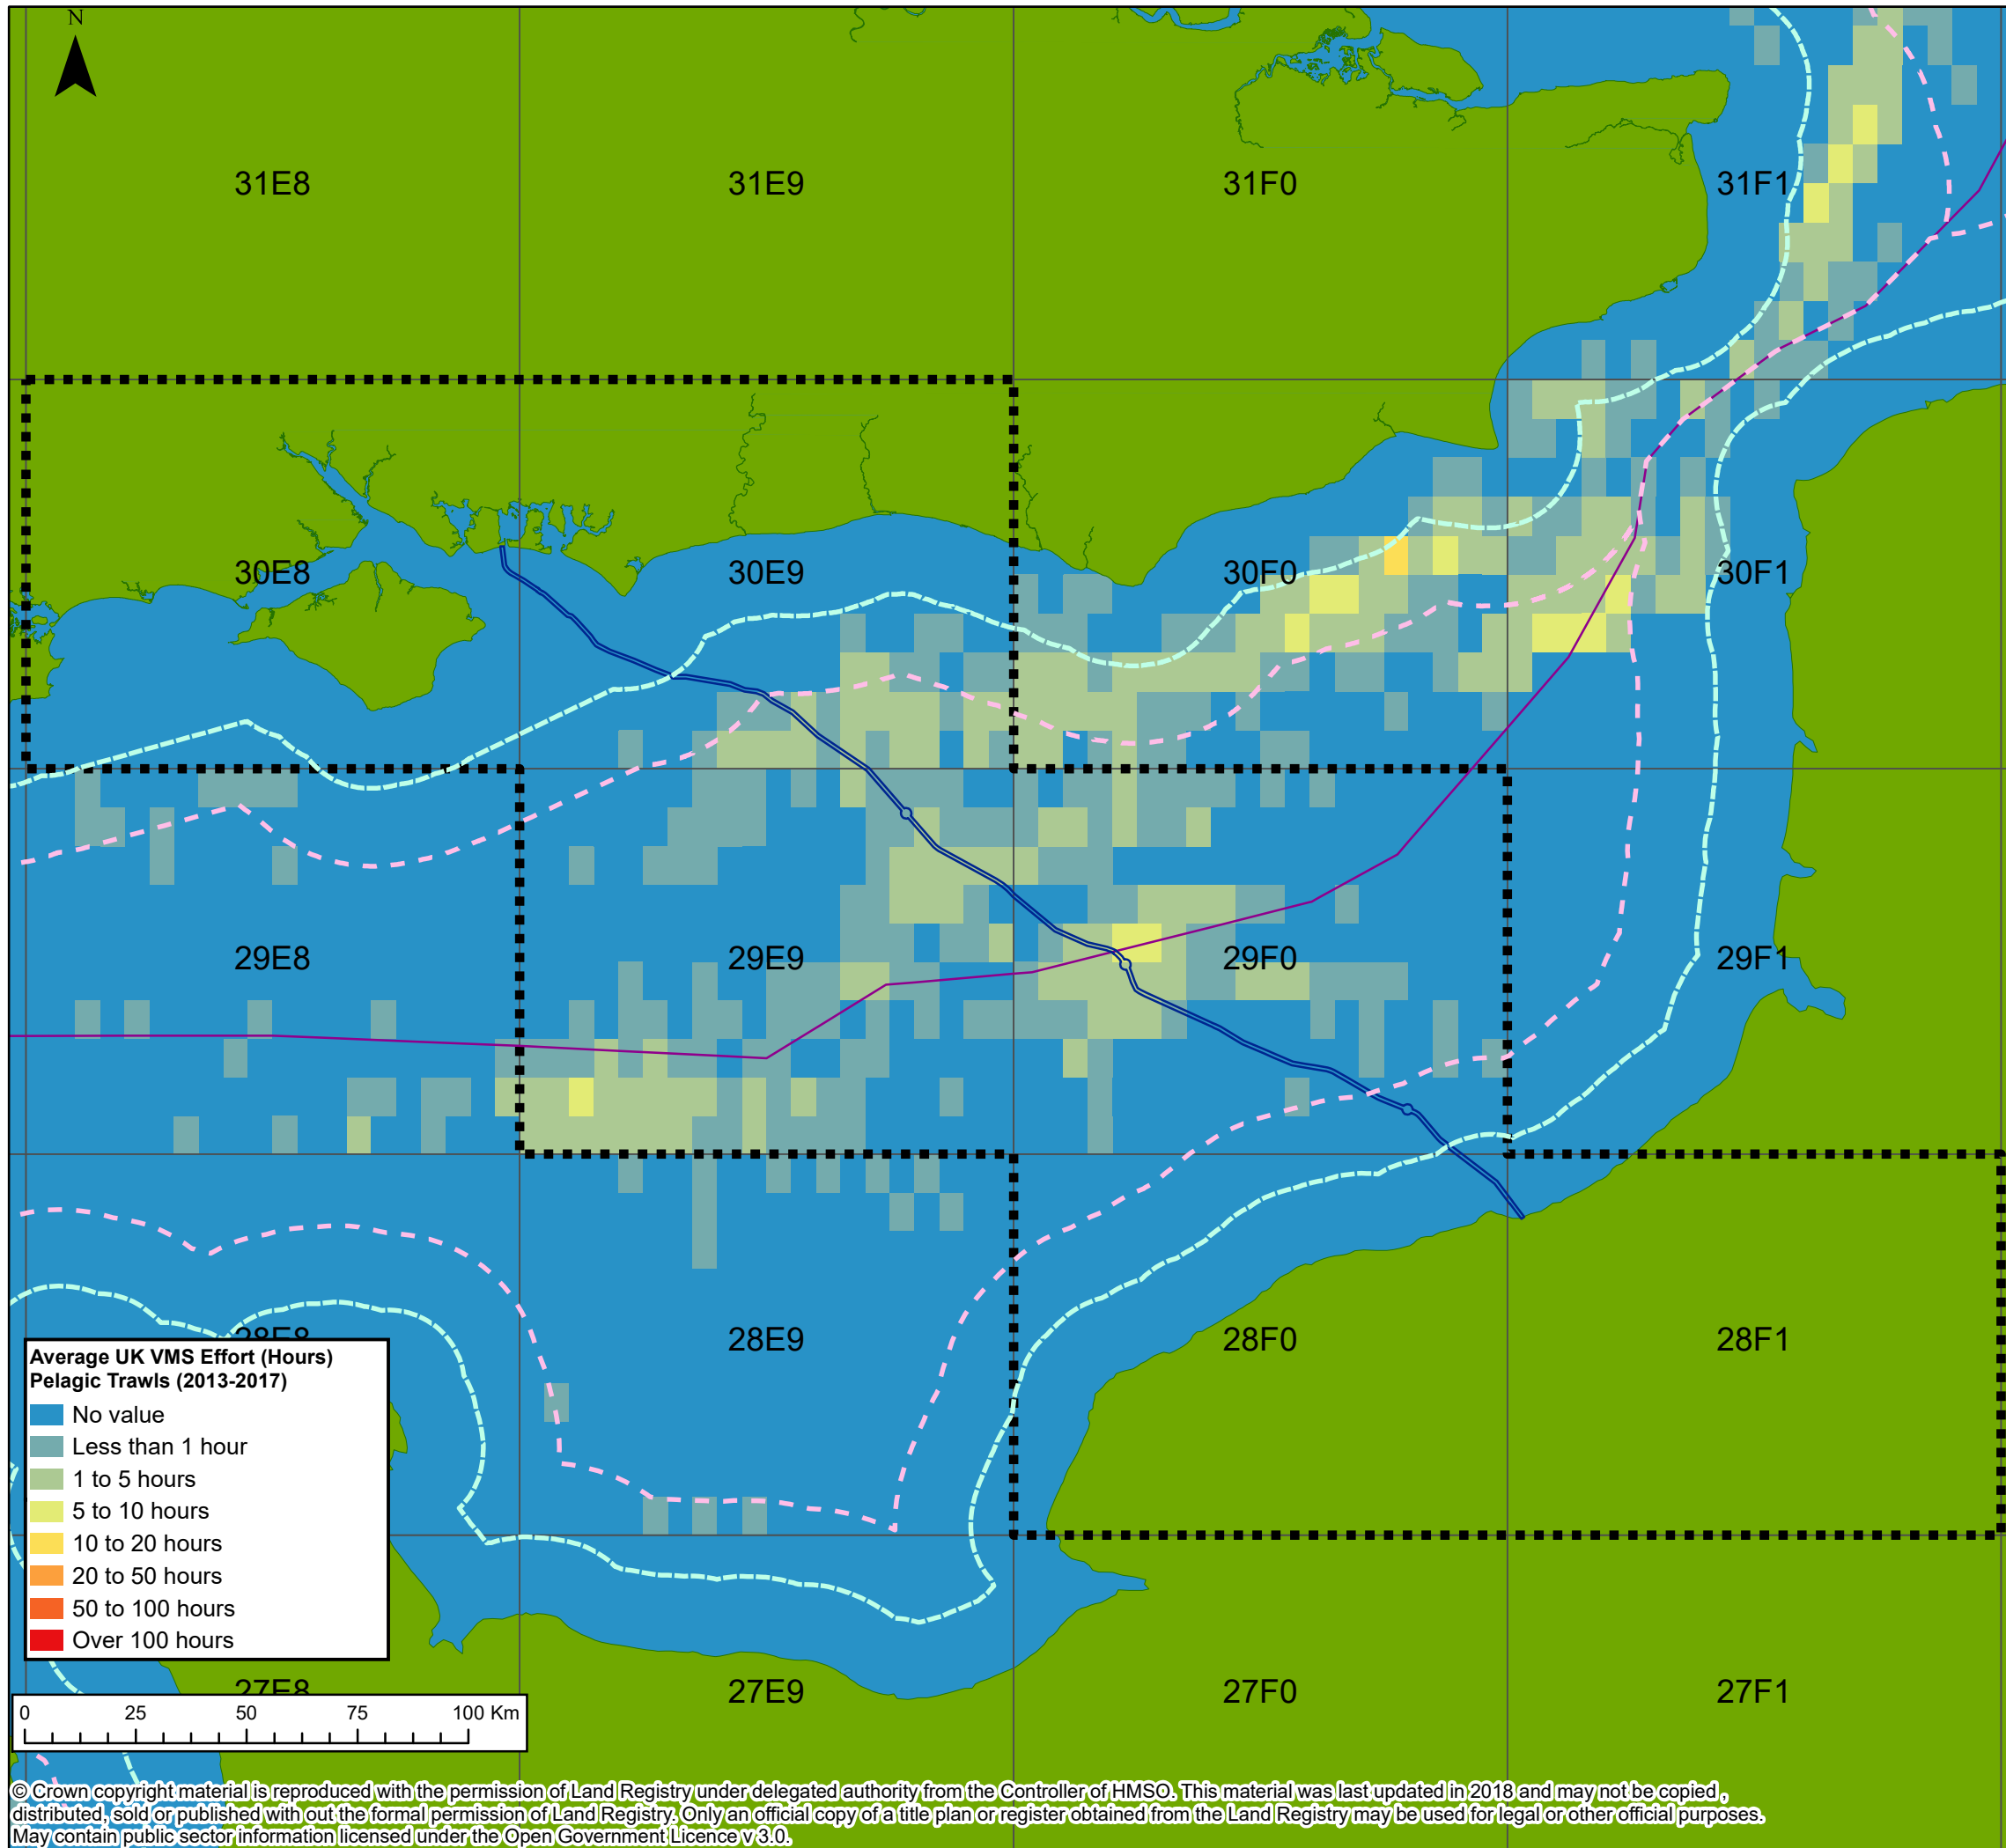 N
31E8
31E9
31F0
31F1
30E8
30E9
30F0
30F1
29E8
29E9
29F0
29F1
28E8
28E9
28F0
28F1
Average UK VMS Effort (Hours)
Pelagic Trawls (2013-2017)
No value
Less than 1 hour
1 to 5 hours
5 to 10 hours
10 to 20 hours
20 to 50 hours
50 to 100 hours
Over 100 hours
27E8
27E9
27F0
27F1
0 25 50 75 100 Km
© Crown copyright material is reproduced with the permission of Land Registry under delegated authority from the Controller of HMSO. This material was last updated in 2018 and may not be copied ,
distributed, sold or published with out the formal permission of Land Registry. Only an official copy of a title plan or register obtained from the Land Registry may be used for legal or other official purposes.
May contain public sector information licensed under the Open Government Licence v 3.0.